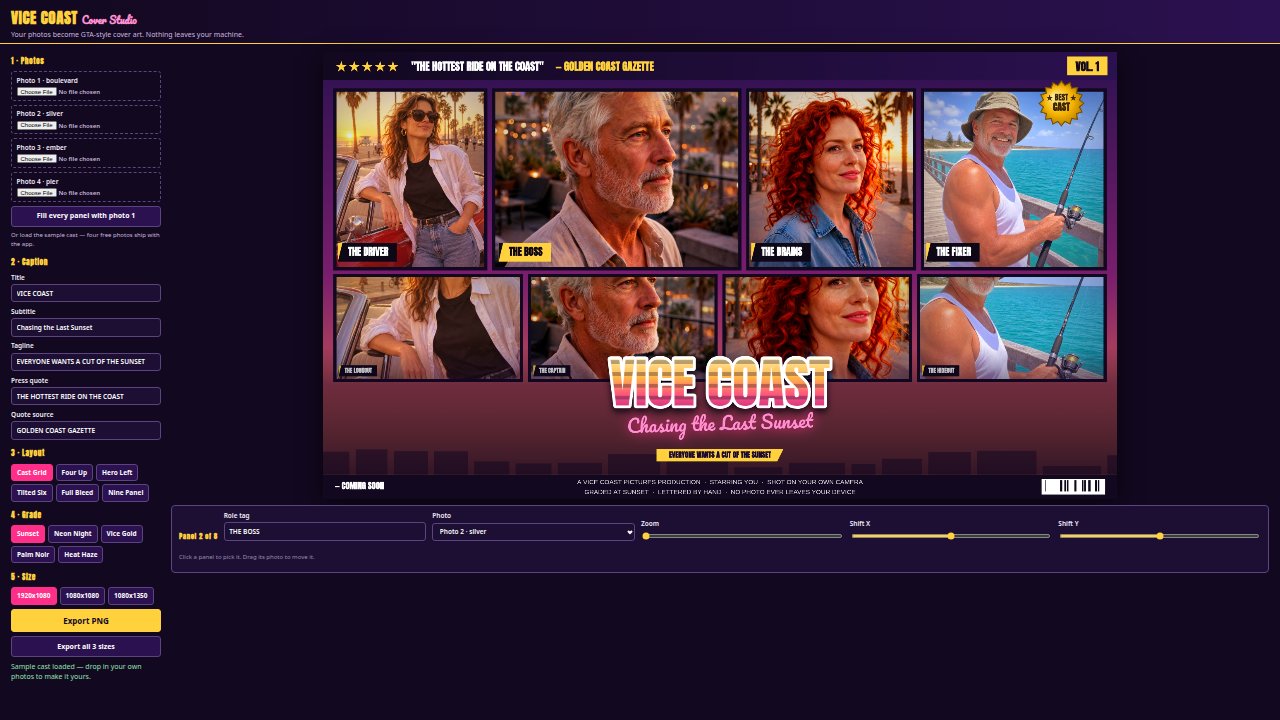 VICE COAST Cover Studio
Your photos become GTA-style cover art. Nothing leaves your machine.
1 · Photos
Photo 1 · boulevard
Choose File No file chosen
Photo 2 · silver
Choose File No file chosen
Photo 3 · ember
Choose File No file chosen
Photo 4 · pier
Choose File No file chosen
Fill every panel with photo 1
Or load the sample cast — four free photos ship with
the app.
2 · Caption
Title
VICE COAST
Subtitle
Chasing the Last Sunset
Tagline
EVERYONE WANTS A CUT OF THE SUNSET
Press quote
THE HOTTEST RIDE ON THE COAST
Quote source
GOLDEN COAST GAZETTE
3 · Layout
Cast Grid Four Up Hero Left
Tilted Six Full Bleed Nine Panel
4 · Grade
Sunset Neon Night Vice Gold
Palm Noir Heat Haze
5 · Size
1920x1080 1080x1080 1080x1350
Export PNG
Export all 3 sizes
Sample cast loaded — drop in your own
photos to make it yours.
★★★★★ "THE HOTTEST RIDE ON THE COAST" — GOLDEN COAST GAZETTE VOL. 1
★ BEST ★
CAST
THE DRIVER THE BOSS THE BRAINS THE FIXER
THE LOOKOUT THE CAPTAIN THE HIDEOUT
VICE COAST
Chasing the Last Sunset
EVERYONE WANTS A CUT OF THE SUNSET
— COMING SOON
A VICE COAST PICTURES PRODUCTION · STARRING YOU · SHOT ON YOUR OWN CAMERA
GRADED AT SUNSET · LETTERED BY HAND · NO PHOTO EVER LEAVES YOUR DEVICE
Panel 2 of 8
Role tag
THE BOSS
Photo
Photo 2 · silver
Zoom
Shift X
Shift Y
Click a panel to pick it. Drag its photo to move it.